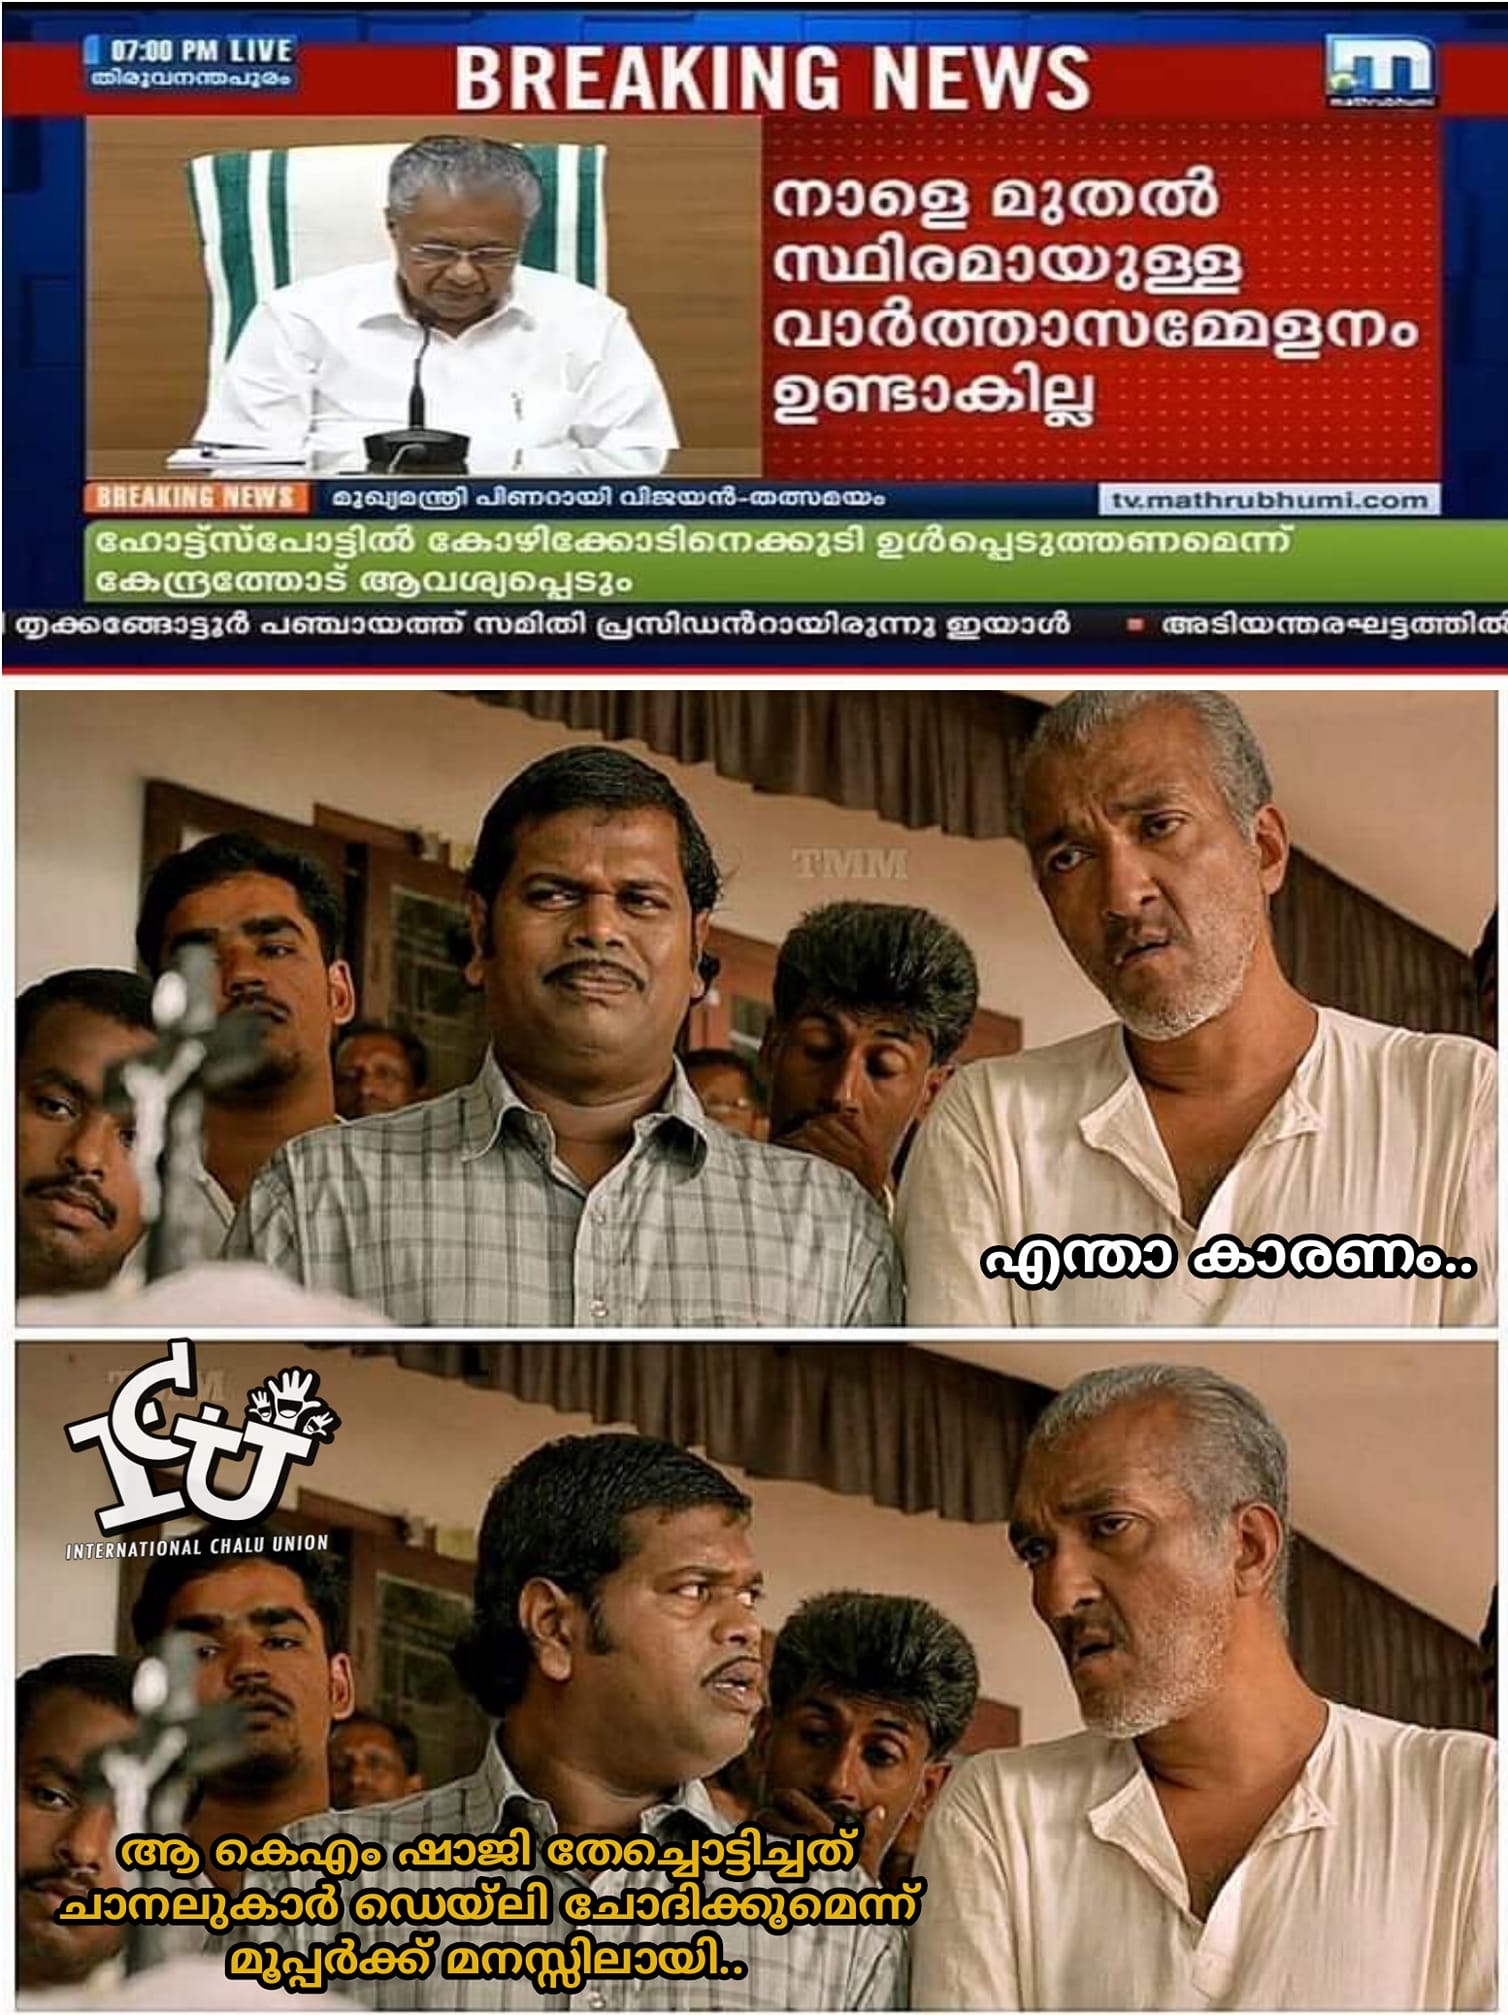 07:00 PM LIVE
തിരുവനന്തപുരം
BREAKING NEWS
mathrubhumi
നാളെ മുതൽ
സ്ഥിരമായുള്ള
വാർത്താസമ്മേളനം
ഉണ്ടാകില്ല
BREAKING NEWS മുഖ്യമന്ത്രി പിണറായി വിജയൻ-തത്സമയം tv.mathrubhumi.com
ഹോട്ട്സ്പോട്ടിൽ കോഴിക്കോടിനെക്കൂടി ഉൾപ്പെടുത്തണമെന്ന്
കേന്ദ്രത്തോട് ആവശ്യപ്പെടും
തൃക്കങ്ങോട്ടൂർ പഞ്ചായത്ത് സമിതി പ്രസിഡൻറായിരുന്നു ഇയാൾ ▪ അടിയന്തരഘട്ടത്തിൽ
TMM
എന്താ കാരണം..
ICU
INTERNATIONAL CHALU UNION
ആ കെഎം ഷാജി തേച്ചൊട്ടിച്ചത്
ചാനലുകാർ ഡെയ്‌ലി ചോദിക്കൂമെന്ന്
മൂപ്പർക്ക് മനസ്സിലായി..